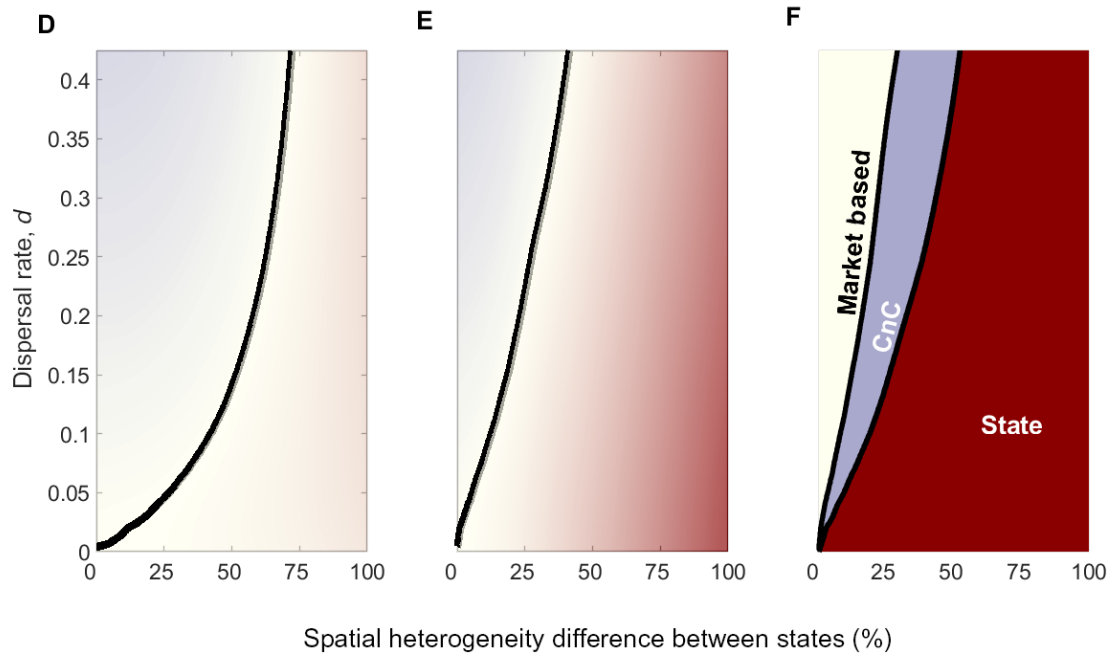 D
E
F
0.4
0.35
0.3
0.25
0.2
0.15
0.1
0.05
0
Dispersal rate, d
0 25 50 75 100
0 25 50 75 100
0 25 50 75 100
Market based
CnC
State
Spatial heterogeneity difference between states (%)